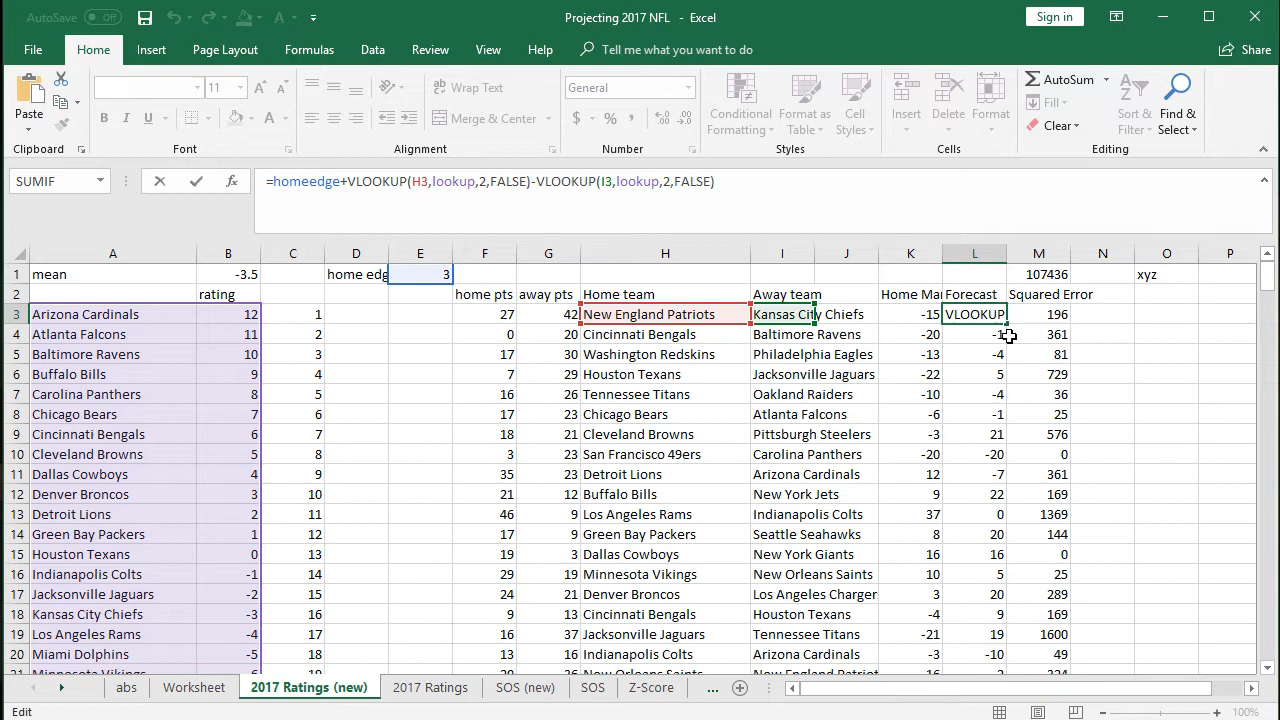 AutoSave Off Projecting 2017 NFL - Excel Sign in
File Home Insert Page Layout Formulas Data Review View Help Tell me what you want to do Share
Paste 11 Wrap Text General Conditional Format as Cell Insert Delete Format AutoSum Sort & Find &
B I U Merge & Center $ % Formatting Table Styles Fill Filter Select
Clear
Clipboard Font Alignment Number Styles Cells Editing
SUMIF =homeedge+VLOOKUP(H3,lookup,2,FALSE)-VLOOKUP(I3,lookup,2,FALSE)
A B C D E F G H I J K L M N O P
1 mean -3.5 home edg 3 107436 xyz
2 rating home pts away pts Home team Away team Home Mar Forecast Squared Error
3 Arizona Cardinals 12 1 27 42 New England Patriots Kansas City Chiefs -15 VLOOKUP 196
4 Atlanta Falcons 11 2 0 20 Cincinnati Bengals Baltimore Ravens -20 -1 361
5 Baltimore Ravens 10 3 17 30 Washington Redskins Philadelphia Eagles -13 -4 81
6 Buffalo Bills 9 4 7 29 Houston Texans Jacksonville Jaguars -22 5 729
7 Carolina Panthers 8 5 16 26 Tennessee Titans Oakland Raiders -10 -4 36
8 Chicago Bears 7 6 17 23 Chicago Bears Atlanta Falcons -6 -1 25
9 Cincinnati Bengals 6 7 18 21 Cleveland Browns Pittsburgh Steelers -3 21 576
10 Cleveland Browns 5 8 3 23 San Francisco 49ers Carolina Panthers -20 -20 0
11 Dallas Cowboys 4 9 35 23 Detroit Lions Arizona Cardinals 12 -7 361
12 Denver Broncos 3 10 21 12 Buffalo Bills New York Jets 9 22 169
13 Detroit Lions 2 11 46 9 Los Angeles Rams Indianapolis Colts 37 0 1369
14 Green Bay Packers 1 12 17 9 Green Bay Packers Seattle Seahawks 8 20 144
15 Houston Texans 0 13 19 3 Dallas Cowboys New York Giants 16 16 0
16 Indianapolis Colts -1 14 29 19 Minnesota Vikings New Orleans Saints 10 5 25
17 Jacksonville Jaguars -2 15 24 21 Denver Broncos Los Angeles Charger 3 20 289
18 Kansas City Chiefs -3 16 9 13 Cincinnati Bengals Houston Texans -4 9 169
19 Los Angeles Rams -4 17 16 37 Jacksonville Jaguars Tennessee Titans -21 19 1600
20 Miami Dolphins -5 18 13 16 Indianapolis Colts Arizona Cardinals -3 -10 49
abs Worksheet 2017 Ratings (new) 2017 Ratings SOS (new) SOS Z-Score ...
Edit 100%